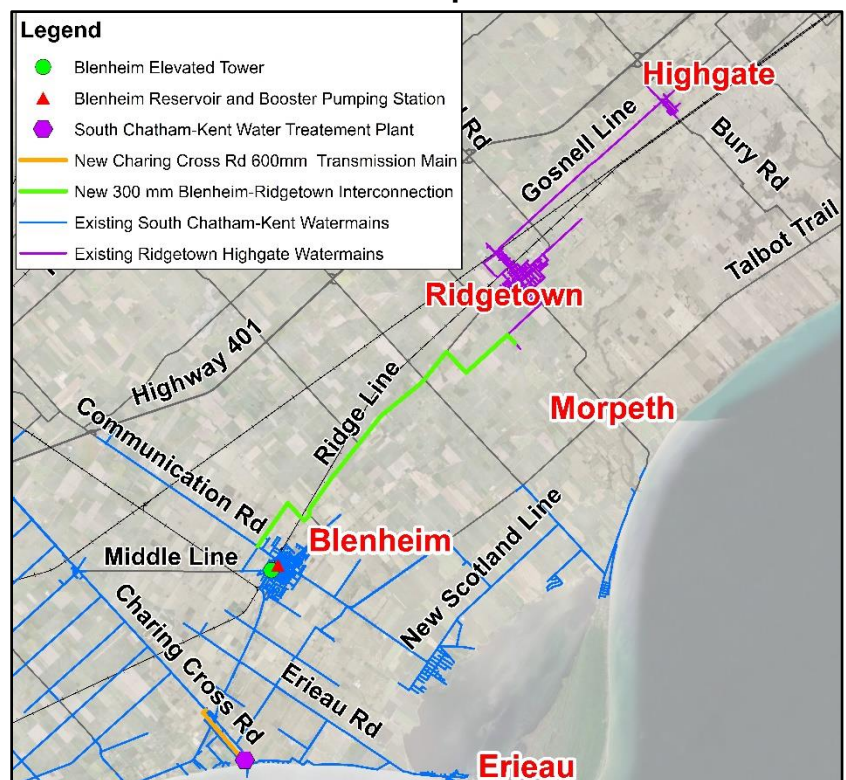 Legend
Blenheim Elevated Tower
Blenheim Reservoir and Booster Pumping Station
South Chatham-Kent Water Treatement Plant
New Charing Cross Rd 600mm Transmission Main
New 300 mm Blenheim-Ridgetown Interconnection
Existing South Chatham-Kent Watermains
Existing Ridgetown Highgate Watermains
Highgate
Rd
Gosnell Line
Bury Rd
Talbot Trail
Ridgetown
Highway 401
Ridge Line
Morpeth
Communication Rd
Blenheim
Middle Line
New Scotland Line
Charing Cross Rd
Erieau Rd
Erieau